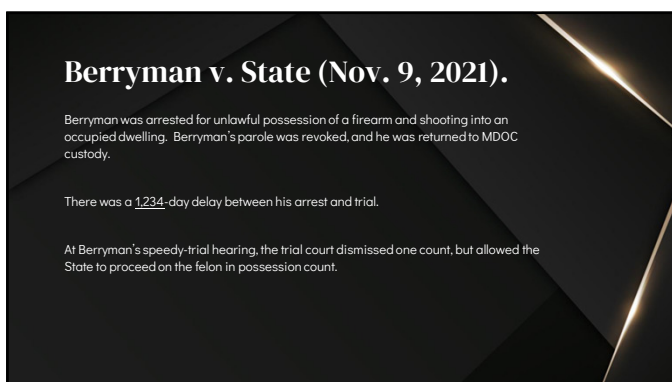 Berryman v. State (Nov. 9, 2021).
Berryman was arrested for unlawful possession of a firearm and shooting into an
occupied dwelling. Berryman's parole was revoked, and he was returned to MDOC
custody.
There was a 1,234-day delay between his arrest and trial.
At Berryman's speedy-trial hearing, the trial court dismissed one count, but allowed the
State to proceed on the felon in possession count.